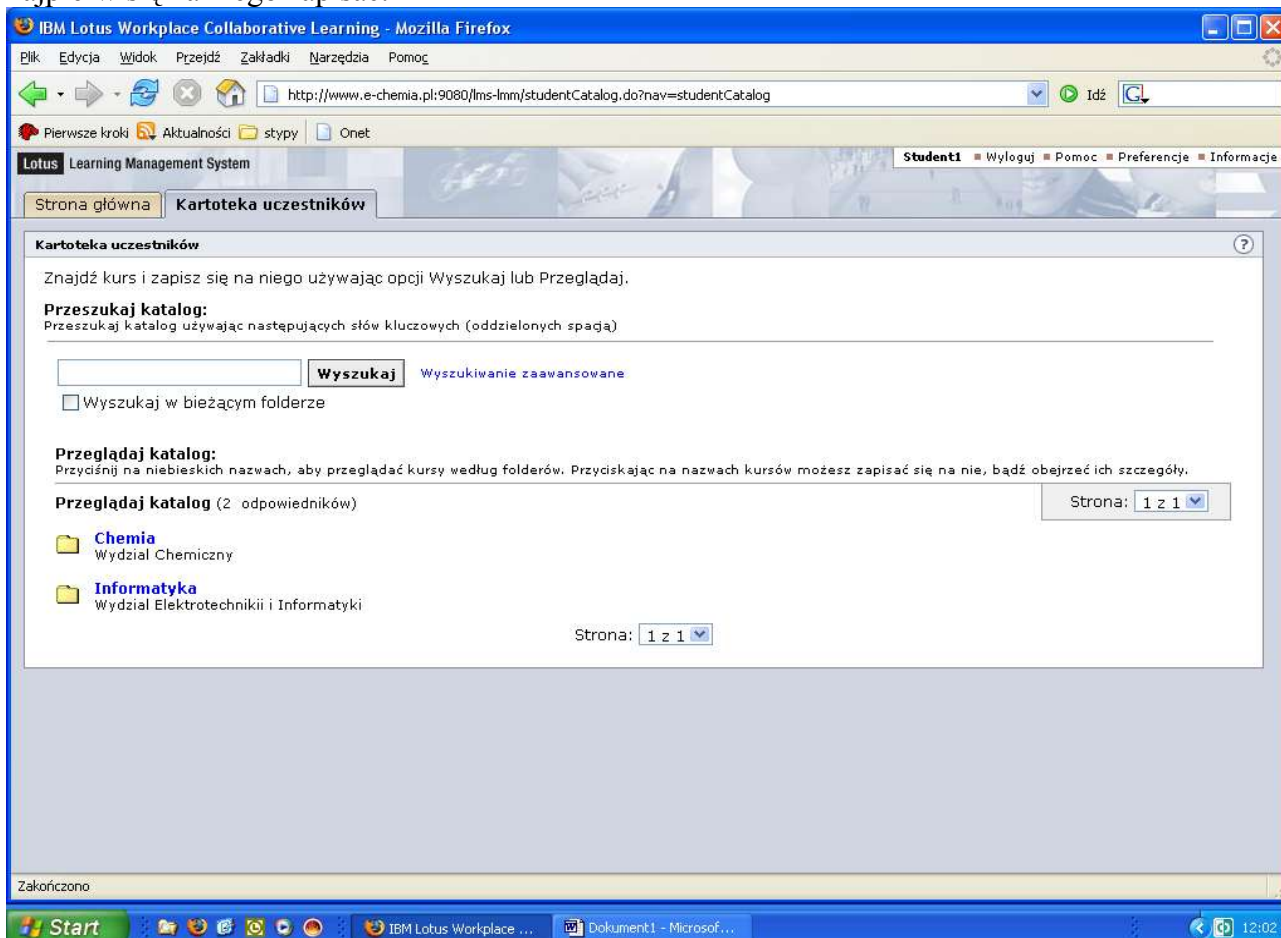 IBM Lotus Workplace Collaborative Learning - Mozilla Firefox
Plik Edycja Widok Przejdź Zakładki Narzędzia Pomoc
http://www.e-chemia.pl:9080/lms-lmm/studentCatalog.do?nav=studentCatalog Idź G
Pierwsze kroki Aktualności stypy Onet
Lotus Learning Management System Student1 Wyloguj Pomoc Preferencje Informacje
Strona główna Kartoteka uczestników
Kartoteka uczestników ?
Znajdź kurs i zapisz się na niego używając opcji Wyszukaj lub Przeglądaj.
Przeszukaj katalog:
Przeszukaj katalog używając następujących słów kluczowych (oddzielonych spacją)
Wyszukaj Wyszukiwanie zaawansowane
Wyszukaj w bieżącym folderze
Przeglądaj katalog:
Przyciśnij na niebieskich nazwach, aby przeglądać kursy według folderów. Przyciskając na nazwach kursów możesz zapisać się na nie, bądź obejrzeć ich szczegóły.
Przeglądaj katalog (2 odpowiedników) Strona: 1 z 1
Chemia
Wydzial Chemiczny
Informatyka
Wydzial Elektrotechnikii i Informatyki
Strona: 1 z 1
Zakończono
Start IBM Lotus Workplace ... Dokument1 - Microsof... 12:02